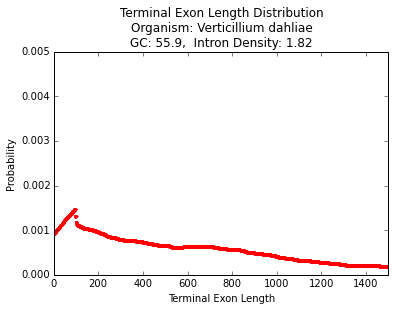 Terminal Exon Length Distribution
Organism: Verticillium dahliae
GC: 55.9,  Intron Density: 1.82
0.005
0.004
0.003
0.002
0.001
0.000
Probability
0 200 400 600 800 1000 1200 1400
Terminal Exon Length